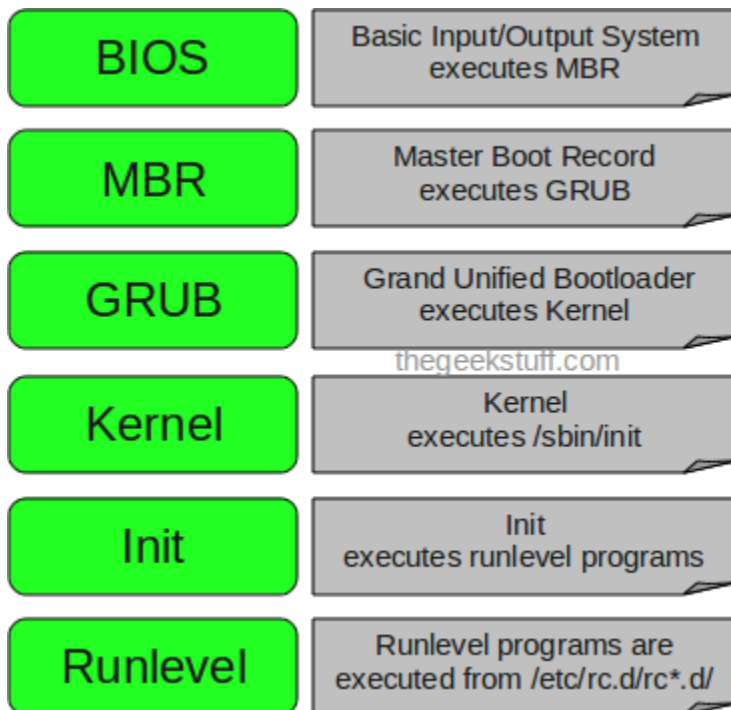 BIOS
Basic Input/Output System
executes MBR
MBR
Master Boot Record
executes GRUB
GRUB
Grand Unified Bootloader
executes Kernel
thegeekstuff.com
Kernel
Kernel
executes /sbin/init
Init
Init
executes runlevel programs
Runlevel
Runlevel programs are
executed from /etc/rc.d/rc*.d/